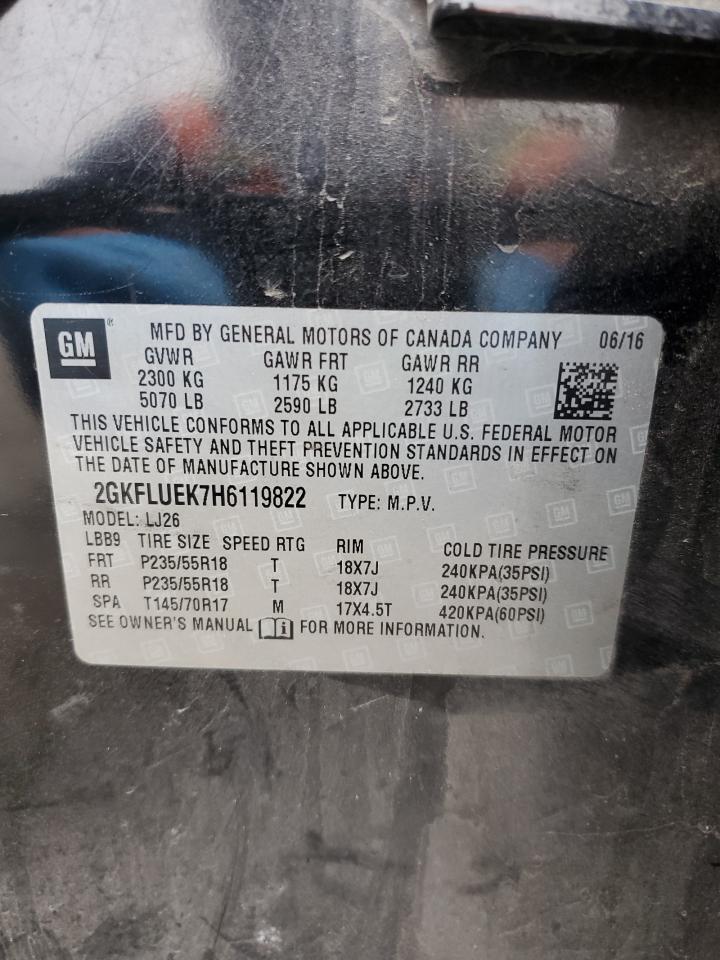 GM ® MFD BY GENERAL MOTORS OF CANADA COMPANY 06/16
GVWR GAWR FRT GAWR RR
2300 KG 1175 KG 1240 KG
5070 LB 2590 LB 2733 LB
THIS VEHICLE CONFORMS TO ALL APPLICABLE U.S. FEDERAL MOTOR
VEHICLE SAFETY AND THEFT PREVENTION STANDARDS IN EFFECT ON
THE DATE OF MANUFACTURE SHOWN ABOVE.
2GKFLUEK7H6119822 TYPE: M.P.V.
MODEL: LJ26
LBB9 TIRE SIZE SPEED RTG RIM COLD TIRE PRESSURE
FRT P235/55R18 T 18X7J 240KPA(35PSI)
RR P235/55R18 T 18X7J 240KPA(35PSI)
SPA T145/70R17 M 17X4.5T 420KPA(60PSI)
SEE OWNER'S MANUAL i FOR MORE INFORMATION.